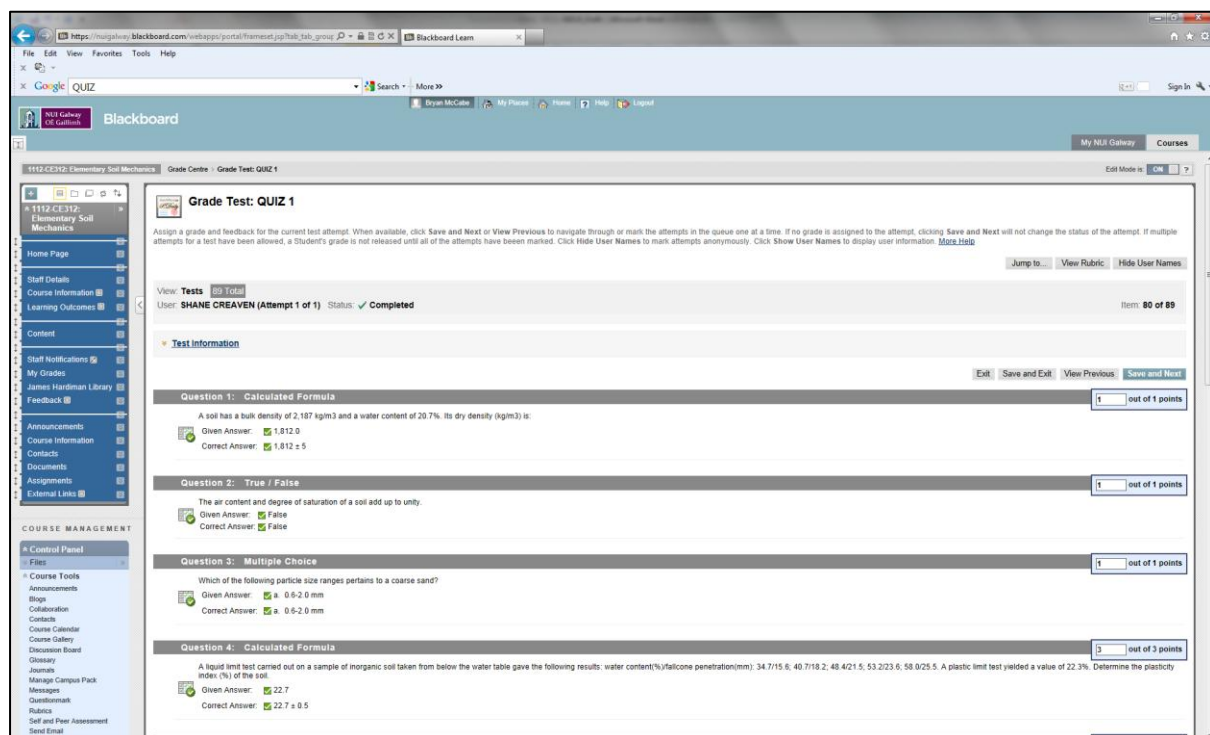 https://nuigalway.blackboard.com/webapps/portal/frameset.jsp?tab_tab_group
Blackboard Learn
File Edit View Favorites Tools Help
Google QUIZ Search More »
Sign In
Bryan McCabe My Places Home Help Logout
NUI Galway
OÉ Gaillimh
Blackboard
My NUI Galway Courses
1112-CE312: Elementary Soil Mechanics Grade Centre > Grade Test: QUIZ 1 Edit Mode is: ON ?
1112-CE312:
Elementary Soil
Mechanics
Home Page
Staff Details
Course Information
Learning Outcomes
Content
Staff Notifications
My Grades
James Hardiman Library
Feedback
Announcements
Course Information
Contacts
Documents
Assignments
External Links
COURSE MANAGEMENT
Control Panel
Files
Course Tools
Announcements
Blogs
Collaboration
Contacts
Course Calendar
Course Gallery
Discussion Board
Glossary
Journals
Manage Campus Pack
Messages
Questionmark
Rubrics
Self and Peer Assessment
Send Email
Grade Test: QUIZ 1
Assign a grade and feedback for the current test attempt. When available, click Save and Next or View Previous to navigate through or mark the attempts in the queue one at a time. If no grade is assigned to the attempt, clicking Save and Next will not change the status of the attempt. If multiple
attempts for a test have been allowed, a Student's grade is not released until all of the attempts have been marked. Click Hide User Names to mark attempts anonymously. Click Show User Names to display user information. More Help
Jump to... View Rubric Hide User Names
View: Tests 89 Total
User: SHANE CREAVEN (Attempt 1 of 1) Status: Completed Item: 80 of 89
Test Information
Exit Save and Exit View Previous Save and Next
Question 1: Calculated Formula 1 out of 1 points
A soil has a bulk density of 2,187 kg/m3 and a water content of 20.7%. Its dry density (kg/m3) is:
Given Answer: 1,812.0
Correct Answer: 1,812 ± 5
Question 2: True / False 1 out of 1 points
The air content and degree of saturation of a soil add up to unity.
Given Answer: False
Correct Answer: False
Question 3: Multiple Choice 1 out of 1 points
Which of the following particle size ranges pertains to a coarse sand?
Given Answer: a. 0.6-2.0 mm
Correct Answer: a. 0.6-2.0 mm
Question 4: Calculated Formula 3 out of 3 points
A liquid limit test carried out on a sample of inorganic soil taken from below the water table gave the following results: water content(%)/fallcone penetration(mm); 34.7/15.6; 40.7/18.2; 48.4/21.5; 53.2/23.6; 58.0/25.5. A plastic limit test yielded a value of 22.3%. Determine the plasticity
index (%) of the soil.
Given Answer: 22.7
Correct Answer: 22.7 ± 0.5